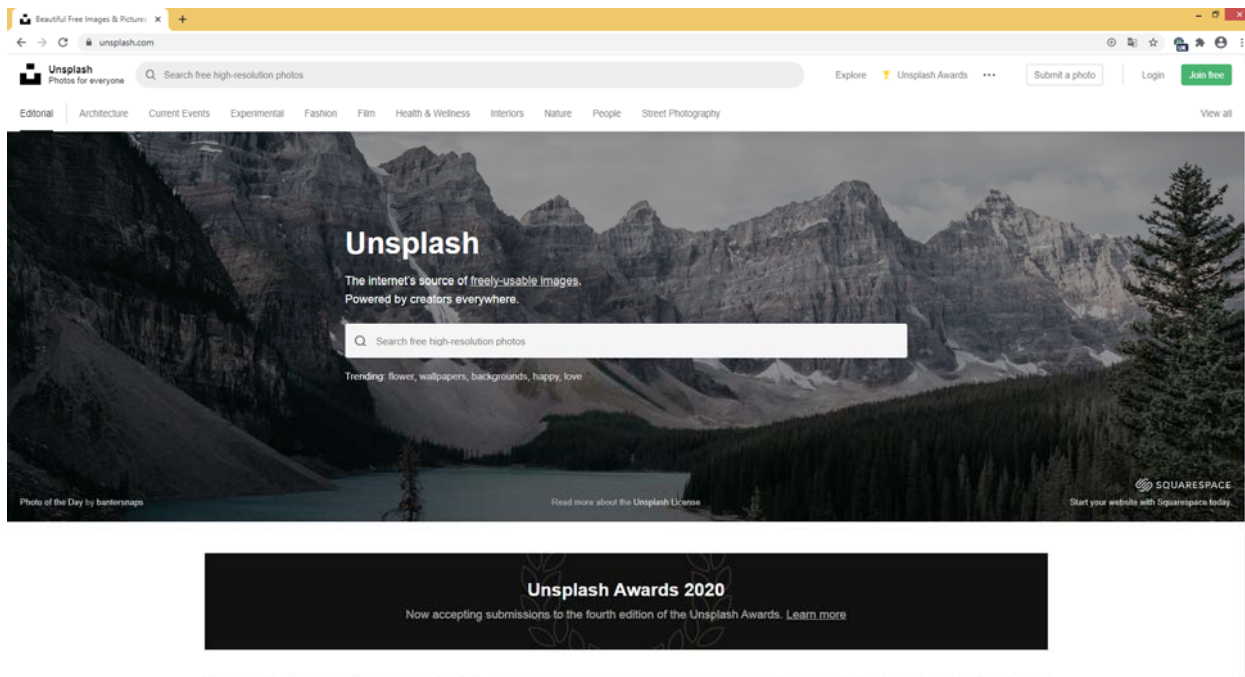 Beautiful Free Images & Pictures
unsplash.com
UK
Unsplash
Photos for everyone
Search free high-resolution photos
Explore
Unsplash Awards
Submit a photo
Login
Join free
Editorial
Architecture
Current Events
Experimental
Fashion
Film
Health & Wellness
Interiors
Nature
People
Street Photography
View all
Unsplash
The internet's source of freely-usable images.
Powered by creators everywhere.
Search free high-resolution photos
Trending: flower, wallpapers, backgrounds, happy, love
Photo of the Day by bantersnaps
Read more about the Unsplash License
SQUARESPACE
Start your website with Squarespace today.
Unsplash Awards 2020
Now accepting submissions to the fourth edition of the Unsplash Awards. Learn more